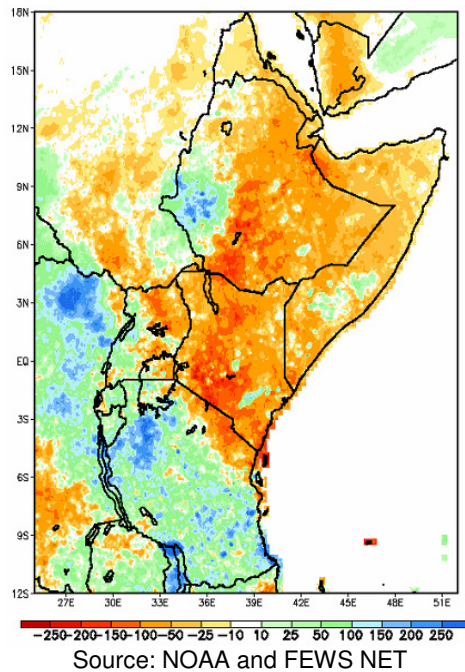 18N
15N
12N
9N
6N
3N
EQ
3S
6S
9S
12S
27E 30E 33E 36E 39E 42E 45E 48E 51E
-250-200-150-100-50 -25 -10 10 25 50 100 150 200 250
Source: NOAA and FEWS NET